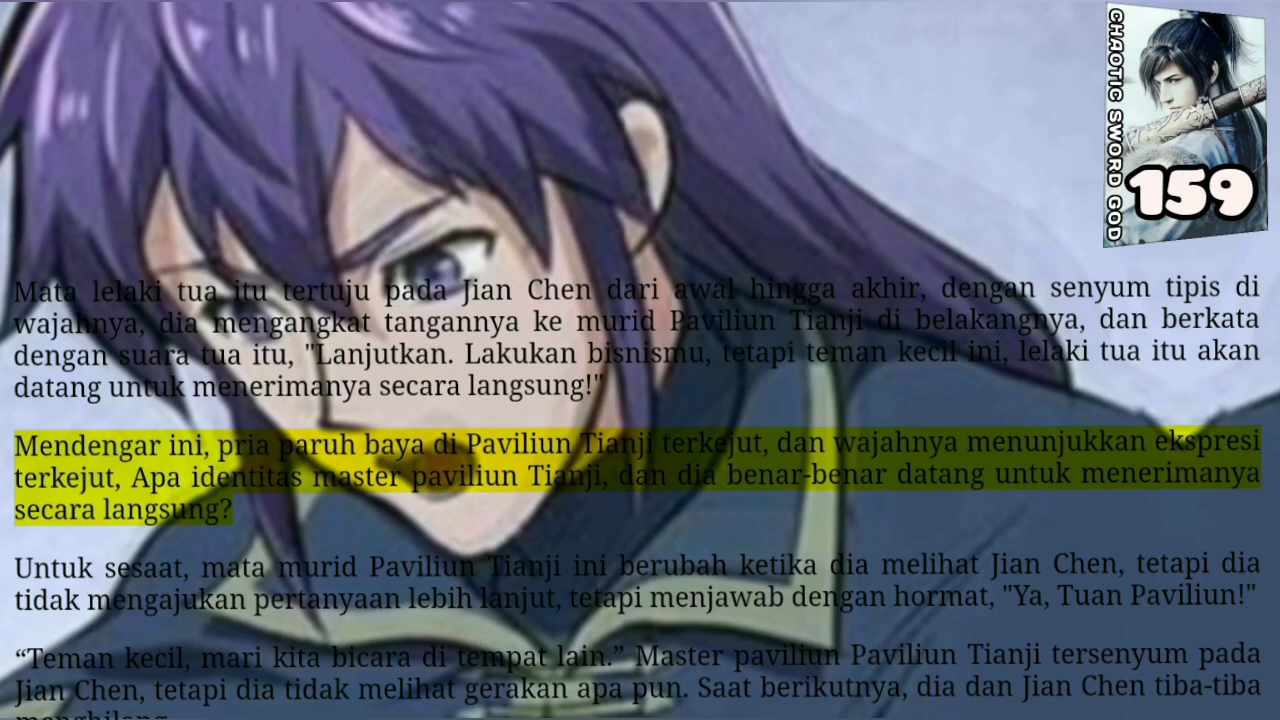 CHAOTIC SWORD GOD
159
Mata lelaki tua itu tertuju pada Jian Chen dari awal hingga akhir, dengan senyum tipis di
wajahnya, dia mengangkat tangannya ke murid Paviliun Tianji di belakangnya, dan berkata
dengan suara tua itu, "Lanjutkan. Lakukan bisnismu, tetapi teman kecil ini, lelaki tua itu akan
datang untuk menerimanya secara langsung!"
Mendengar ini, pria paruh baya di Paviliun Tianji terkejut, dan wajahnya menunjukkan ekspresi
terkejut, Apa identitas master paviliun Tianji, dan dia benar-benar datang untuk menerimanya
secara langsung?
Untuk sesaat, mata murid Paviliun Tianji ini berubah ketika dia melihat Jian Chen, tetapi dia
tidak mengajukan pertanyaan lebih lanjut, tetapi menjawab dengan hormat, "Ya, Tuan Paviliun!"
“Teman kecil, mari kita bicara di tempat lain.” Master paviliun Paviliun Tianji tersenyum pada
Jian Chen, tetapi dia tidak melihat gerakan apa pun. Saat berikutnya, dia dan Jian Chen tiba-tiba